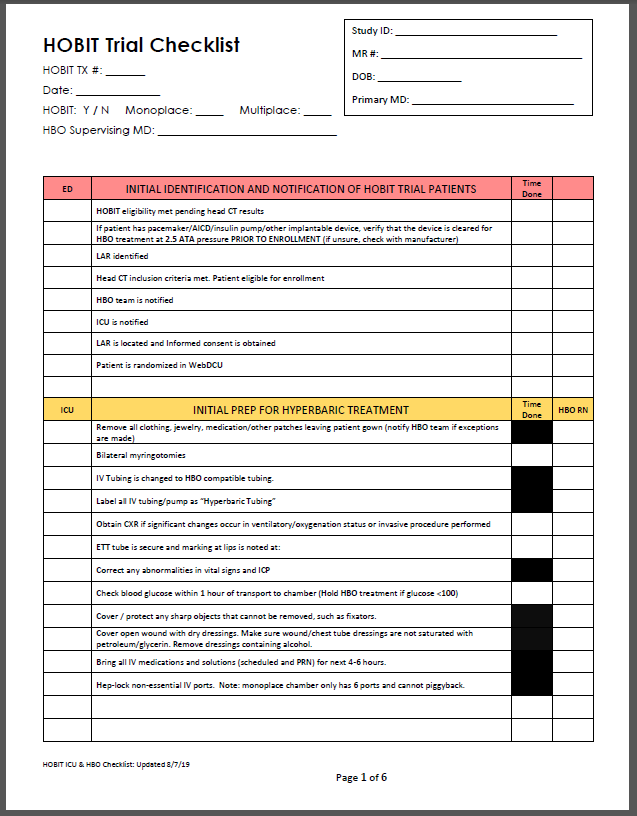 HOBIT Trial Checklist
HOBIT TX #: _______
Date: _______________
HOBIT: Y / N Monoplace: _____ Multiplace: _____
HBO Supervising MD: ________________________________
Study ID: ________________________________
MR #: ________________________________________
DOB: _________________
Primary MD: ________________________________
ED INITIAL IDENTIFICATION AND NOTIFICATION OF HOBIT TRIAL PATIENTS Time
Done
HOBIT eligibility met pending head CT results
If patient has pacemaker/AICD/insulin pump/other implantable device, verify that the device is cleared for
HBO treatment at 2.5 ATA pressure PRIOR TO ENROLLMENT (if unsure, check with manufacturer)
LAR identified
Head CT inclusion criteria met. Patient eligible for enrollment
HBO team is notified
ICU is notified
LAR is located and Informed consent is obtained
Patient is randomized in WebDCU
ICU INITIAL PREP FOR HYPERBARIC TREATMENT Time
Done HBO RN
Remove all clothing, jewelry, medication/other patches leaving patient gown (notify HBO team if exceptions
are made)
Bilateral myringotomies
IV Tubing is changed to HBO compatible tubing.
Label all IV tubing/pump as “Hyperbaric Tubing”
Obtain CXR if significant changes occur in ventilatory/oxygenation status or invasive procedure performed
ETT tube is secure and marking at lips is noted at:
Correct any abnormalities in vital signs and ICP
Check blood glucose within 1 hour of transport to chamber (Hold HBO treatment if glucose <100)
Cover / protect any sharp objects that cannot be removed, such as fixators.
Cover open wound with dry dressings. Make sure wound/chest tube dressings are not saturated with
petroleum/glycerin. Remove dressings containing alcohol.
Bring all IV medications and solutions (scheduled and PRN) for next 4-6 hours.
Hep-lock non-essential IV ports. Note: monoplace chamber only has 6 ports and cannot piggyback.
HOBIT ICU & HBO Checklist: Updated 8/7/19
Page 1 of 6